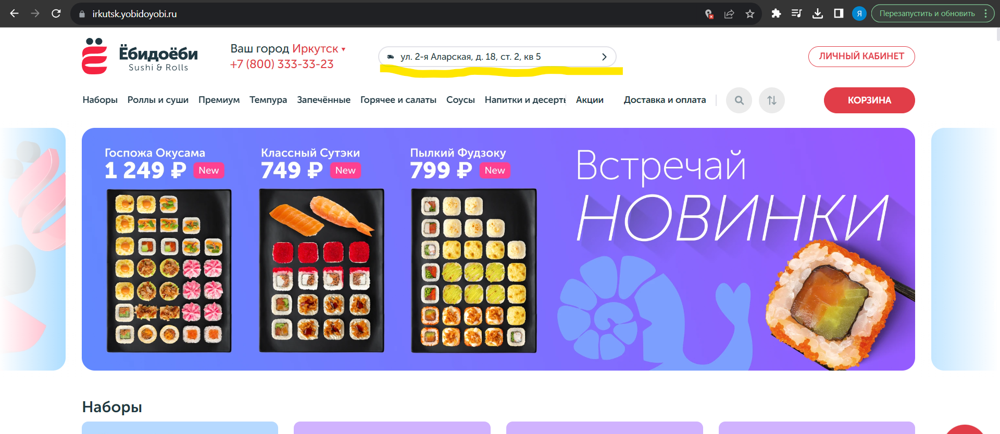 irkutsk.yobidoyobi.ru
Я
Перезапустить и обновить
Ёбидоёби
Sushi & Rolls
Ваш город Иркутск
+7 (800) 333-33-23
ул. 2-я Аларская, д. 18, ст. 2, кв 5
ЛИЧНЫЙ КАБИНЕТ
Наборы Роллы и суши Премиум Темпура Запечённые Горячее и салаты Соусы Напитки и десерты Акции Доставка и оплата
КОРЗИНА
Госпожа Окусама
1 249 ₽ New
Классный Сутэки
749 ₽ New
Пылкий Фудзоку
799 ₽ New
Встречай
НОВИНКИ
Наборы